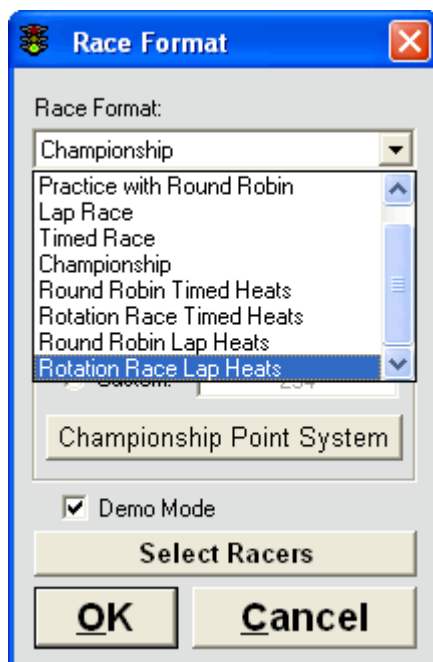 Race Format
Race Format:
Championship
Practice with Round Robin
Lap Race
Timed Race
Championship
Round Robin Timed Heats
Rotation Race Timed Heats
Round Robin Lap Heats
Rotation Race Lap Heats
Championship Point System
Demo Mode
Select Racers
OK
Cancel